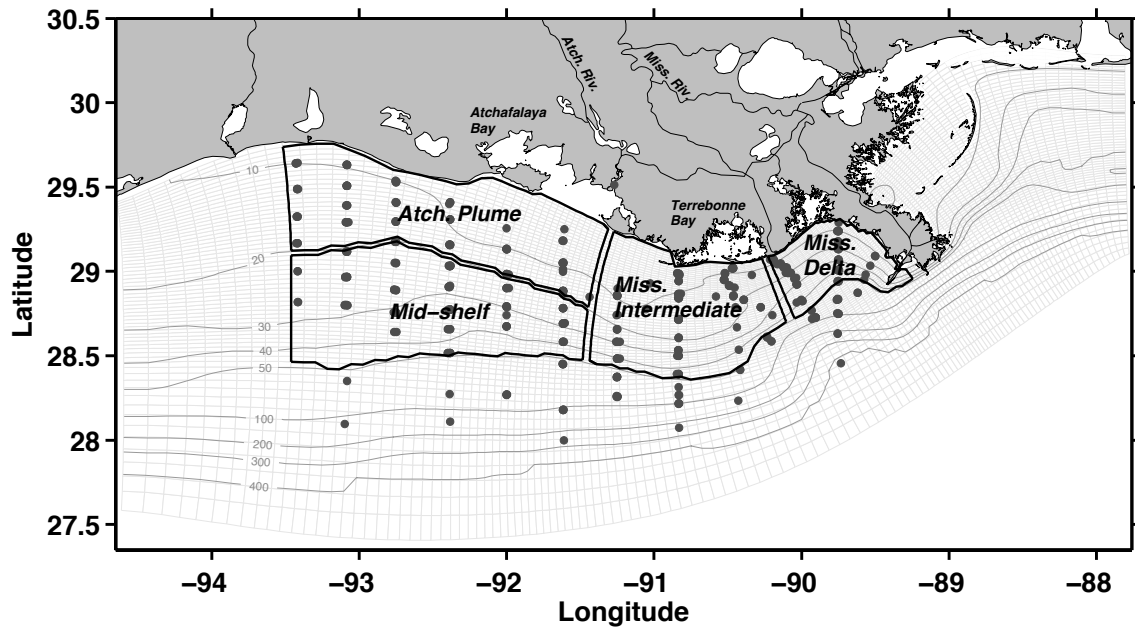 30.5
30
29.5
29
28.5
28
27.5
Latitude
−94
−93
−92
−91
−90
−89
−88
Longitude
Atch. Riv.
Miss. Riv.
Atchafalaya
Bay
Terrebonne
Bay
Atch. Plume
Mid−shelf
Miss.
Intermediate
Miss.
Delta
10
20
30
40
50
100
200
300
400